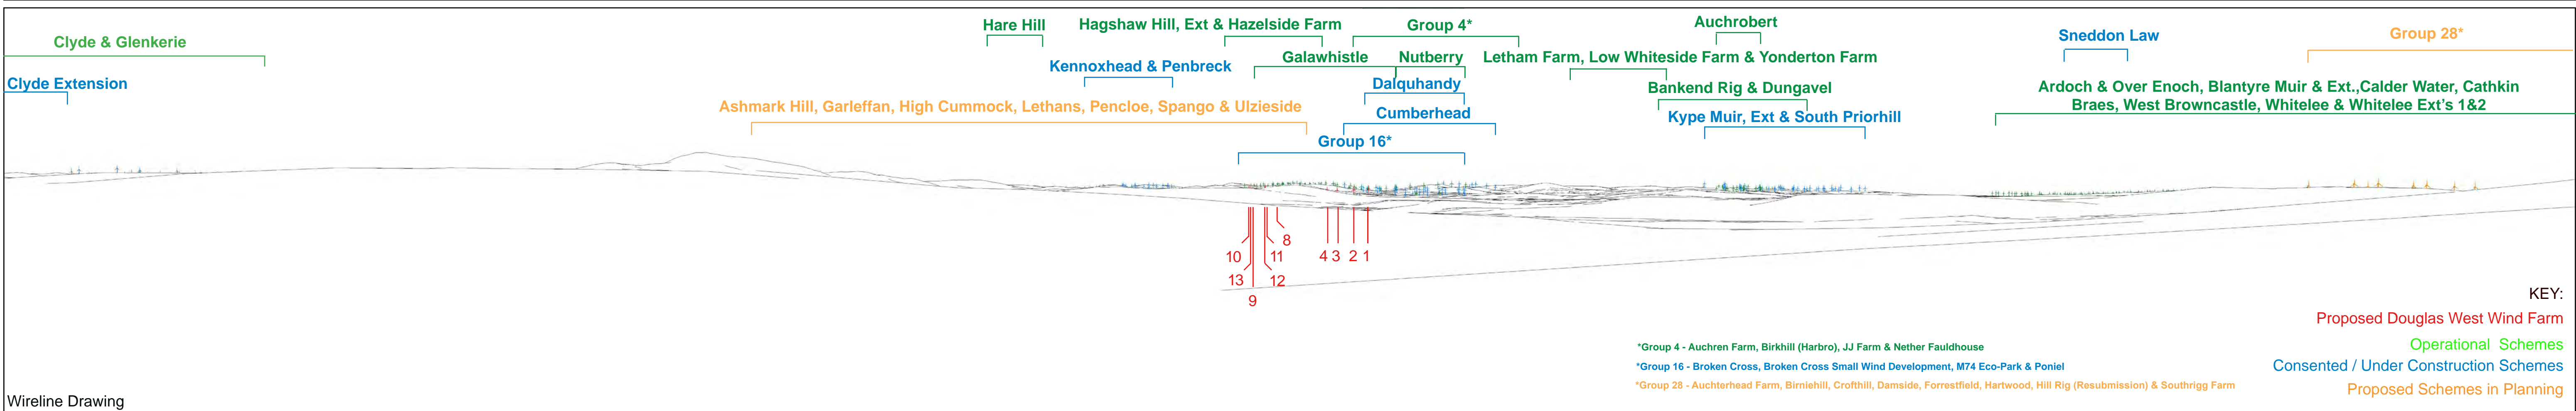 Clyde & Glenkerie
Clyde Extension
Hare Hill
Hagshaw Hill, Ext & Hazelside Farm
Group 4*
Auchrobert
Sneddon Law
Group 28*
Galawhistle
Nutberry
Letham Farm, Low Whiteside Farm & Yonderton Farm
Kennoxhead & Penbreck
Dalquhandy
Bankend Rig & Dungavel
Ardoch & Over Enoch, Blantyre Muir & Ext.,Calder Water, Cathkin
Braes, West Browncastle, Whitelee & Whitelee Ext's 1&2
Ashmark Hill, Garleffan, High Cummock, Lethans, Pencloe, Spango & Ulzieside
Cumberhead
Kype Muir, Ext & South Priorhill
Group 16*
8
10
11
4 3 2 1
13
12
9
KEY:
Proposed Douglas West Wind Farm
Operational Schemes
Consented / Under Construction Schemes
Proposed Schemes in Planning
*Group 4 - Auchren Farm, Birkhill (Harbro), JJ Farm & Nether Fauldhouse
*Group 16 - Broken Cross, Broken Cross Small Wind Development, M74 Eco-Park & Poniel
*Group 28 - Auchterhead Farm, Birniehill, Crofthill, Damside, Forrestfield, Hartwood, Hill Rig (Resubmission) & Southrigg Farm
Wireline Drawing